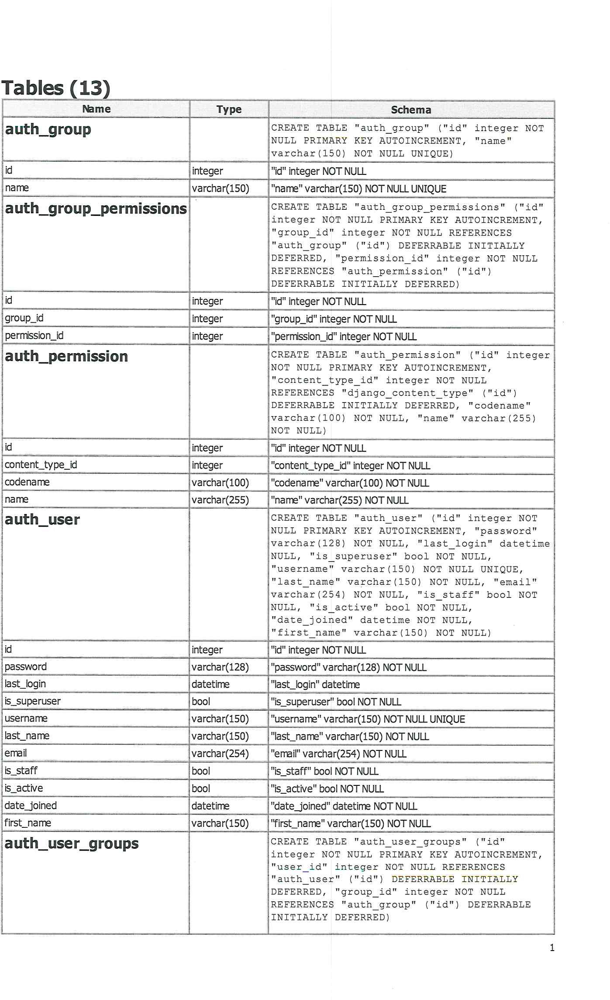 Tables (13)
Name Type Schema
auth_group CREATE TABLE "auth_group" ("id" integer NOT
NULL PRIMARY KEY AUTOINCREMENT, "name"
varchar(150) NOT NULL UNIQUE)
id integer "id" integer NOT NULL
name varchar(150) "name" varchar(150) NOT NULL UNIQUE
auth_group_permissions CREATE TABLE "auth_group_permissions" ("id"
integer NOT NULL PRIMARY KEY AUTOINCREMENT,
"group_id" integer NOT NULL REFERENCES
"auth_group" ("id") DEFERRABLE INITIALLY
DEFERRED, "permission_id" integer NOT NULL
REFERENCES "auth_permission" ("id")
DEFERRABLE INITIALLY DEFERRED)
id integer "id" integer NOT NULL
group_id integer "group_id" integer NOT NULL
permission_id integer "permission_id" integer NOT NULL
auth_permission CREATE TABLE "auth_permission" ("id" integer
NOT NULL PRIMARY KEY AUTOINCREMENT,
"content_type_id" integer NOT NULL
REFERENCES "django_content_type" ("id")
DEFERRABLE INITIALLY DEFERRED, "codename"
varchar(100) NOT NULL, "name" varchar(255)
NOT NULL)
id integer "id" integer NOT NULL
content_type_id integer "content_type_id" integer NOT NULL
codename varchar(100) "codename" varchar(100) NOT NULL
name varchar(255) "name" varchar(255) NOT NULL
auth_user CREATE TABLE "auth_user" ("id" integer NOT
NULL PRIMARY KEY AUTOINCREMENT, "password"
varchar(128) NOT NULL, "last_login" datetime
NULL, "is_superuser" bool NOT NULL,
"username" varchar(150) NOT NULL UNIQUE,
"last_name" varchar(150) NOT NULL, "email"
varchar(254) NOT NULL, "is_staff" bool NOT
NULL, "is_active" bool NOT NULL,
"date_joined" datetime NOT NULL,
"first_name" varchar(150) NOT NULL)
id integer "id" integer NOT NULL
password varchar(128) "password" varchar(128) NOT NULL
last_login datetime "last_login" datetime
is_superuser bool "is_superuser" bool NOT NULL
username varchar(150) "username" varchar(150) NOT NULL UNIQUE
last_name varchar(150) "last_name" varchar(150) NOT NULL
email varchar(254) "email" varchar(254) NOT NULL
is_staff bool "is_staff" bool NOT NULL
is_active bool "is_active" bool NOT NULL
date_joined datetime "date_joined" datetime NOT NULL
first_name varchar(150) "first_name" varchar(150) NOT NULL
auth_user_groups CREATE TABLE "auth_user_groups" ("id"
integer NOT NULL PRIMARY KEY AUTOINCREMENT,
"user_id" integer NOT NULL REFERENCES
"auth_user" ("id") DEFERRABLE INITIALLY
DEFERRED, "group_id" integer NOT NULL
REFERENCES "auth_group" ("id") DEFERRABLE
INITIALLY DEFERRED)
1